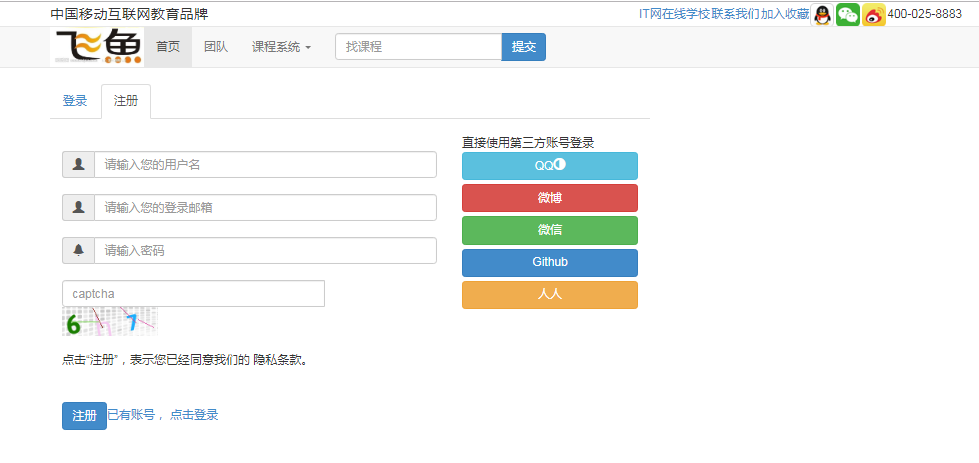 中国移动互联网教育品牌
IT网在线学校联系我们加入收藏 400-025-8883
飞鱼 首页 团队 课程系统 找课程 提交
登录 注册
直接使用第三方账号登录
请输入您的用户名
QQ
微博
请输入您的登录邮箱
微信
请输入密码
Github
captcha
人人
6 7
点击“注册”，表示您已经同意我们的 隐私条款。
注册 已有账号， 点击登录